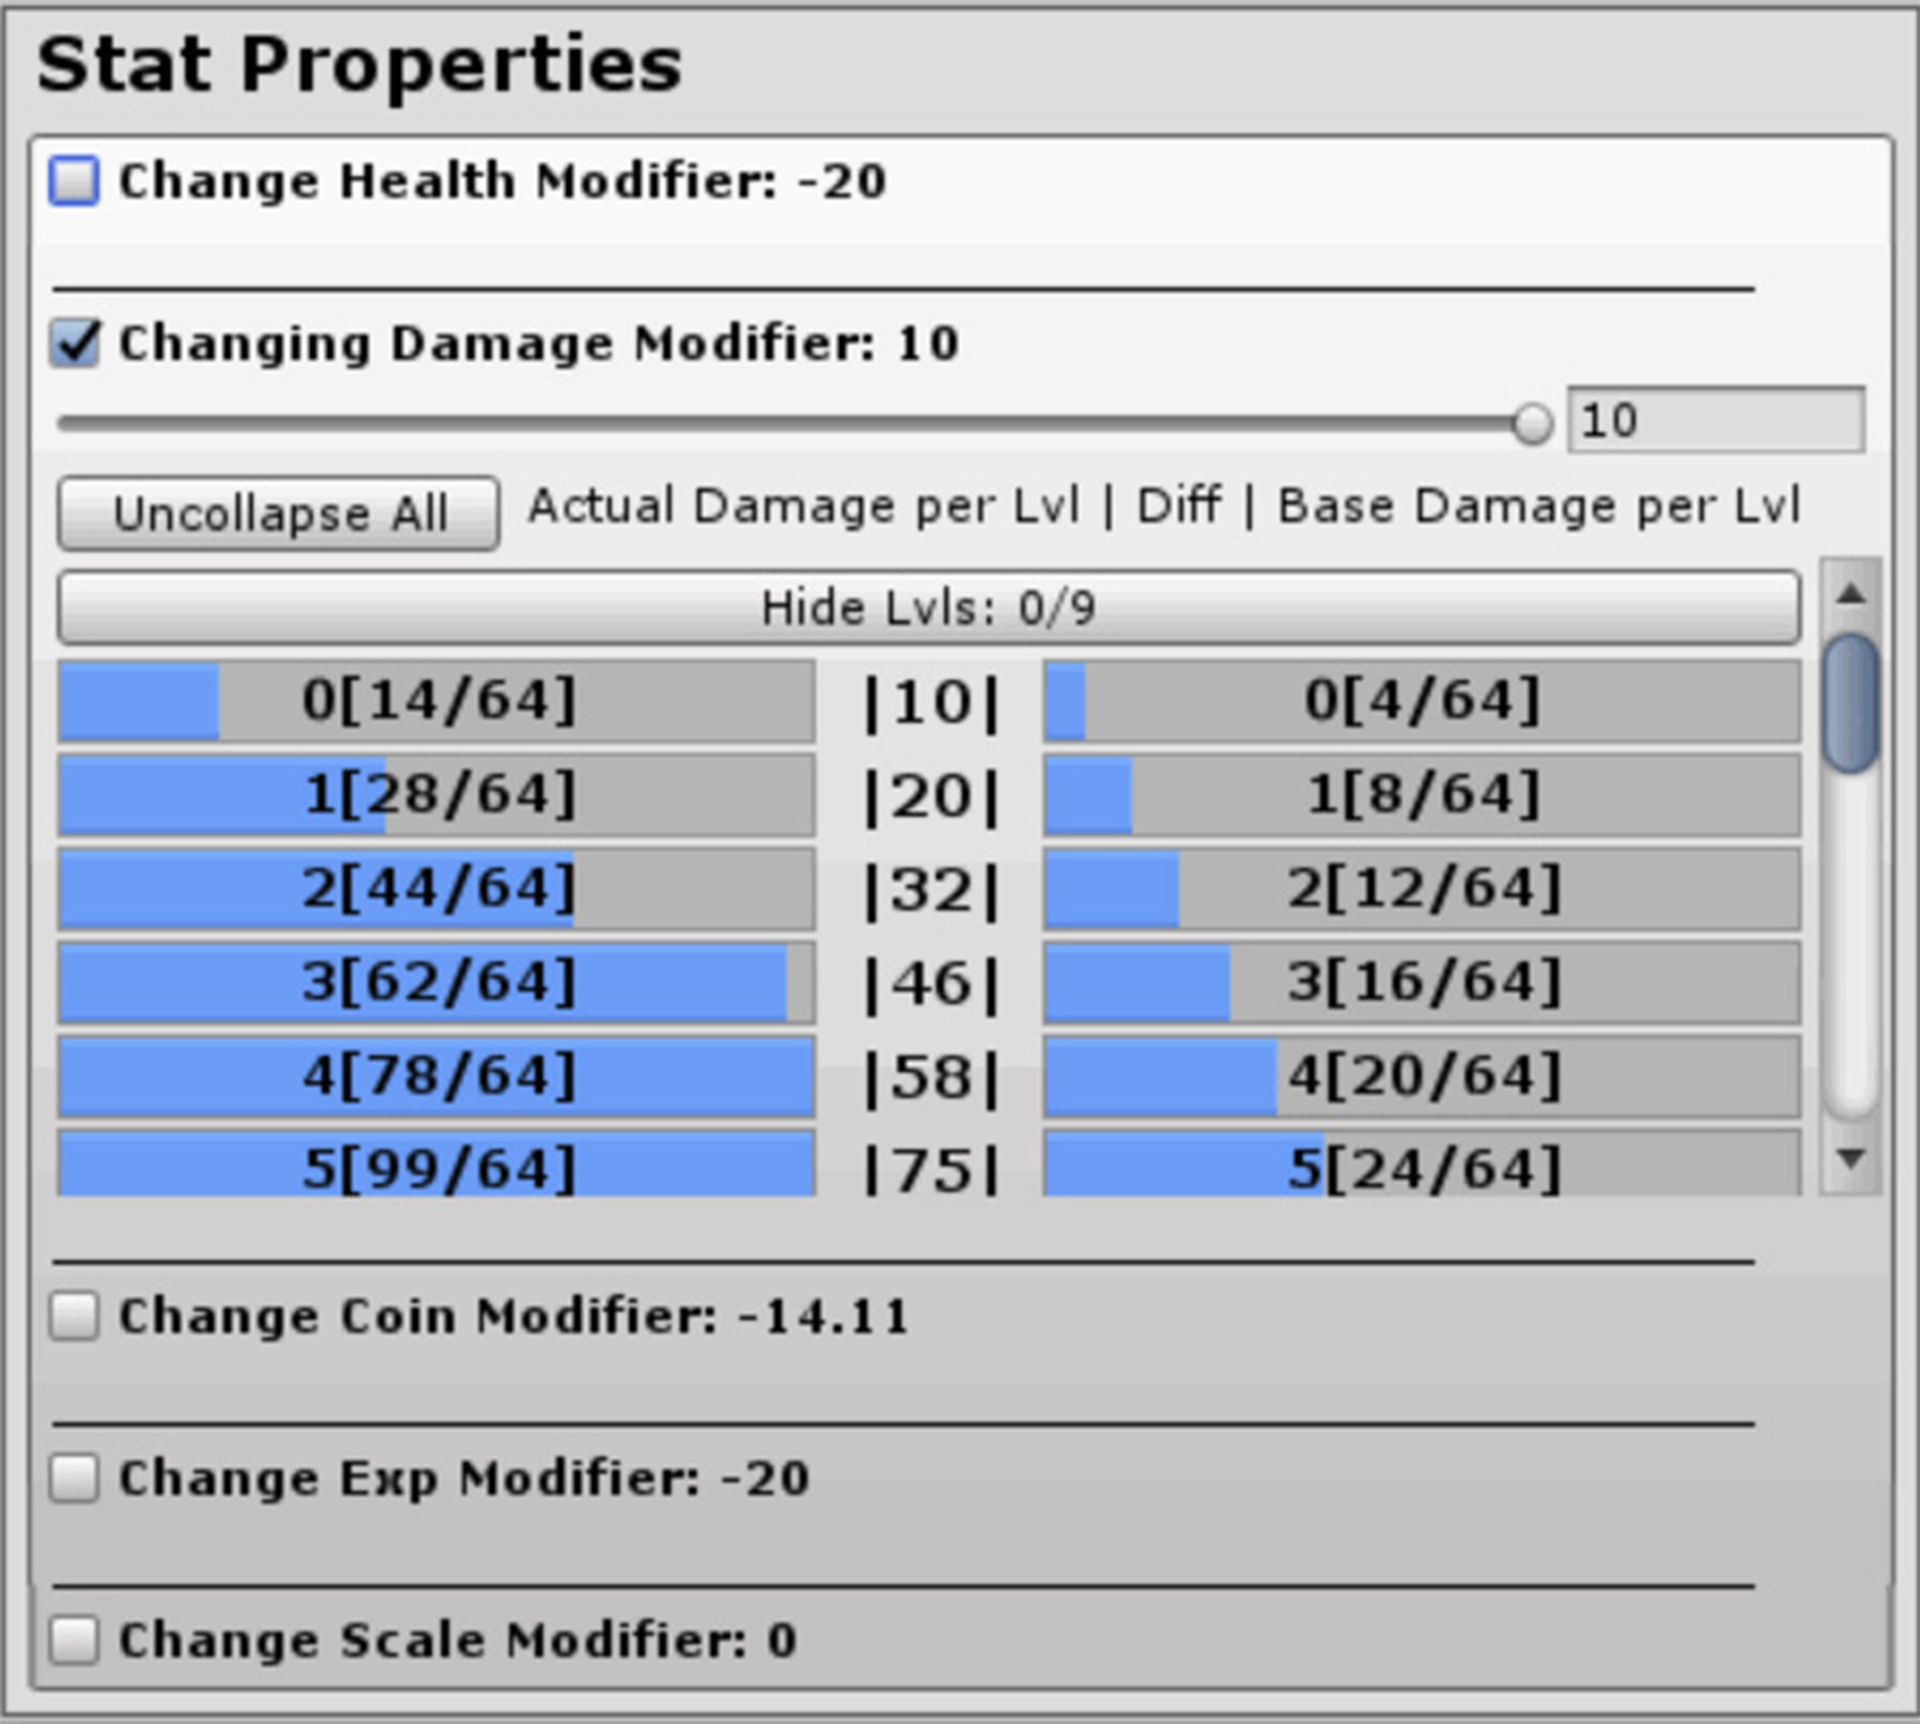 Stat Properties
Change Health Modifier: -20
Changing Damage Modifier: 10
10
Uncollapse All Actual Damage per Lvl | Diff | Base Damage per Lvl
Hide Lvls: 0/9
0[14/64] |10| 0[4/64]
1[28/64] |20| 1[8/64]
2[44/64] |32| 2[12/64]
3[62/64] |46| 3[16/64]
4[78/64] |58| 4[20/64]
5[99/64] |75| 5[24/64]
Change Coin Modifier: -14.11
Change Exp Modifier: -20
Change Scale Modifier: 0